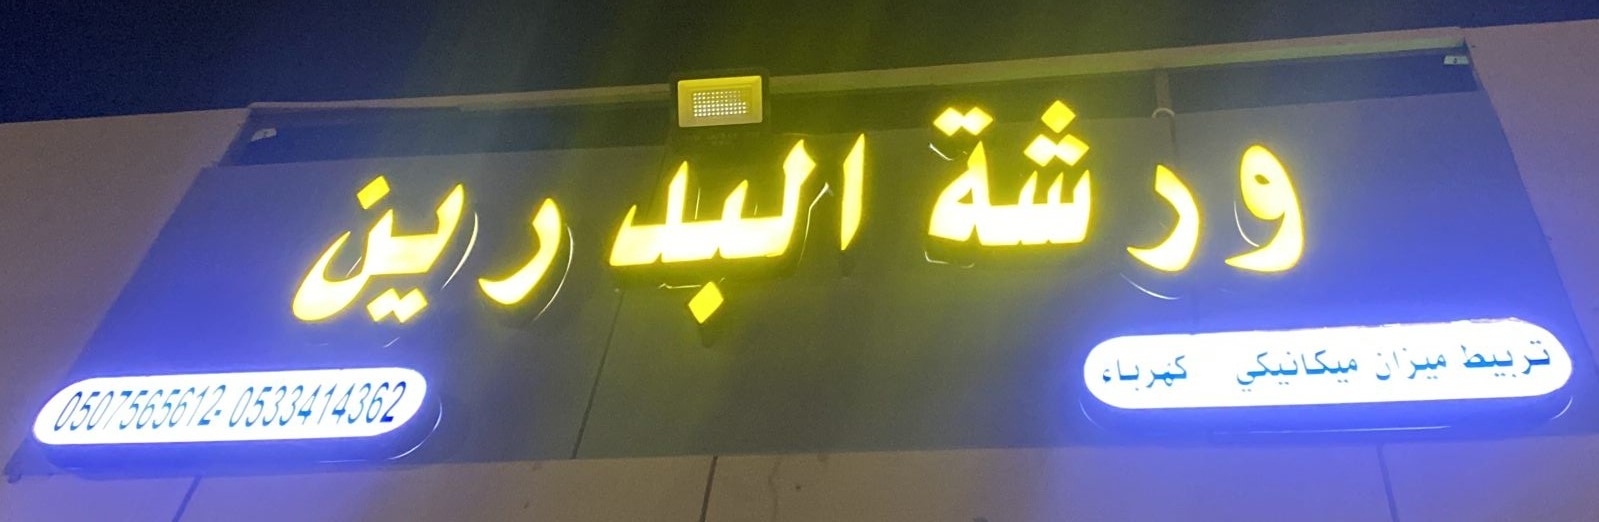 ورشة البدرين
تربيط ميزان ميكانيكي كهرباء
0507565612-0533414362